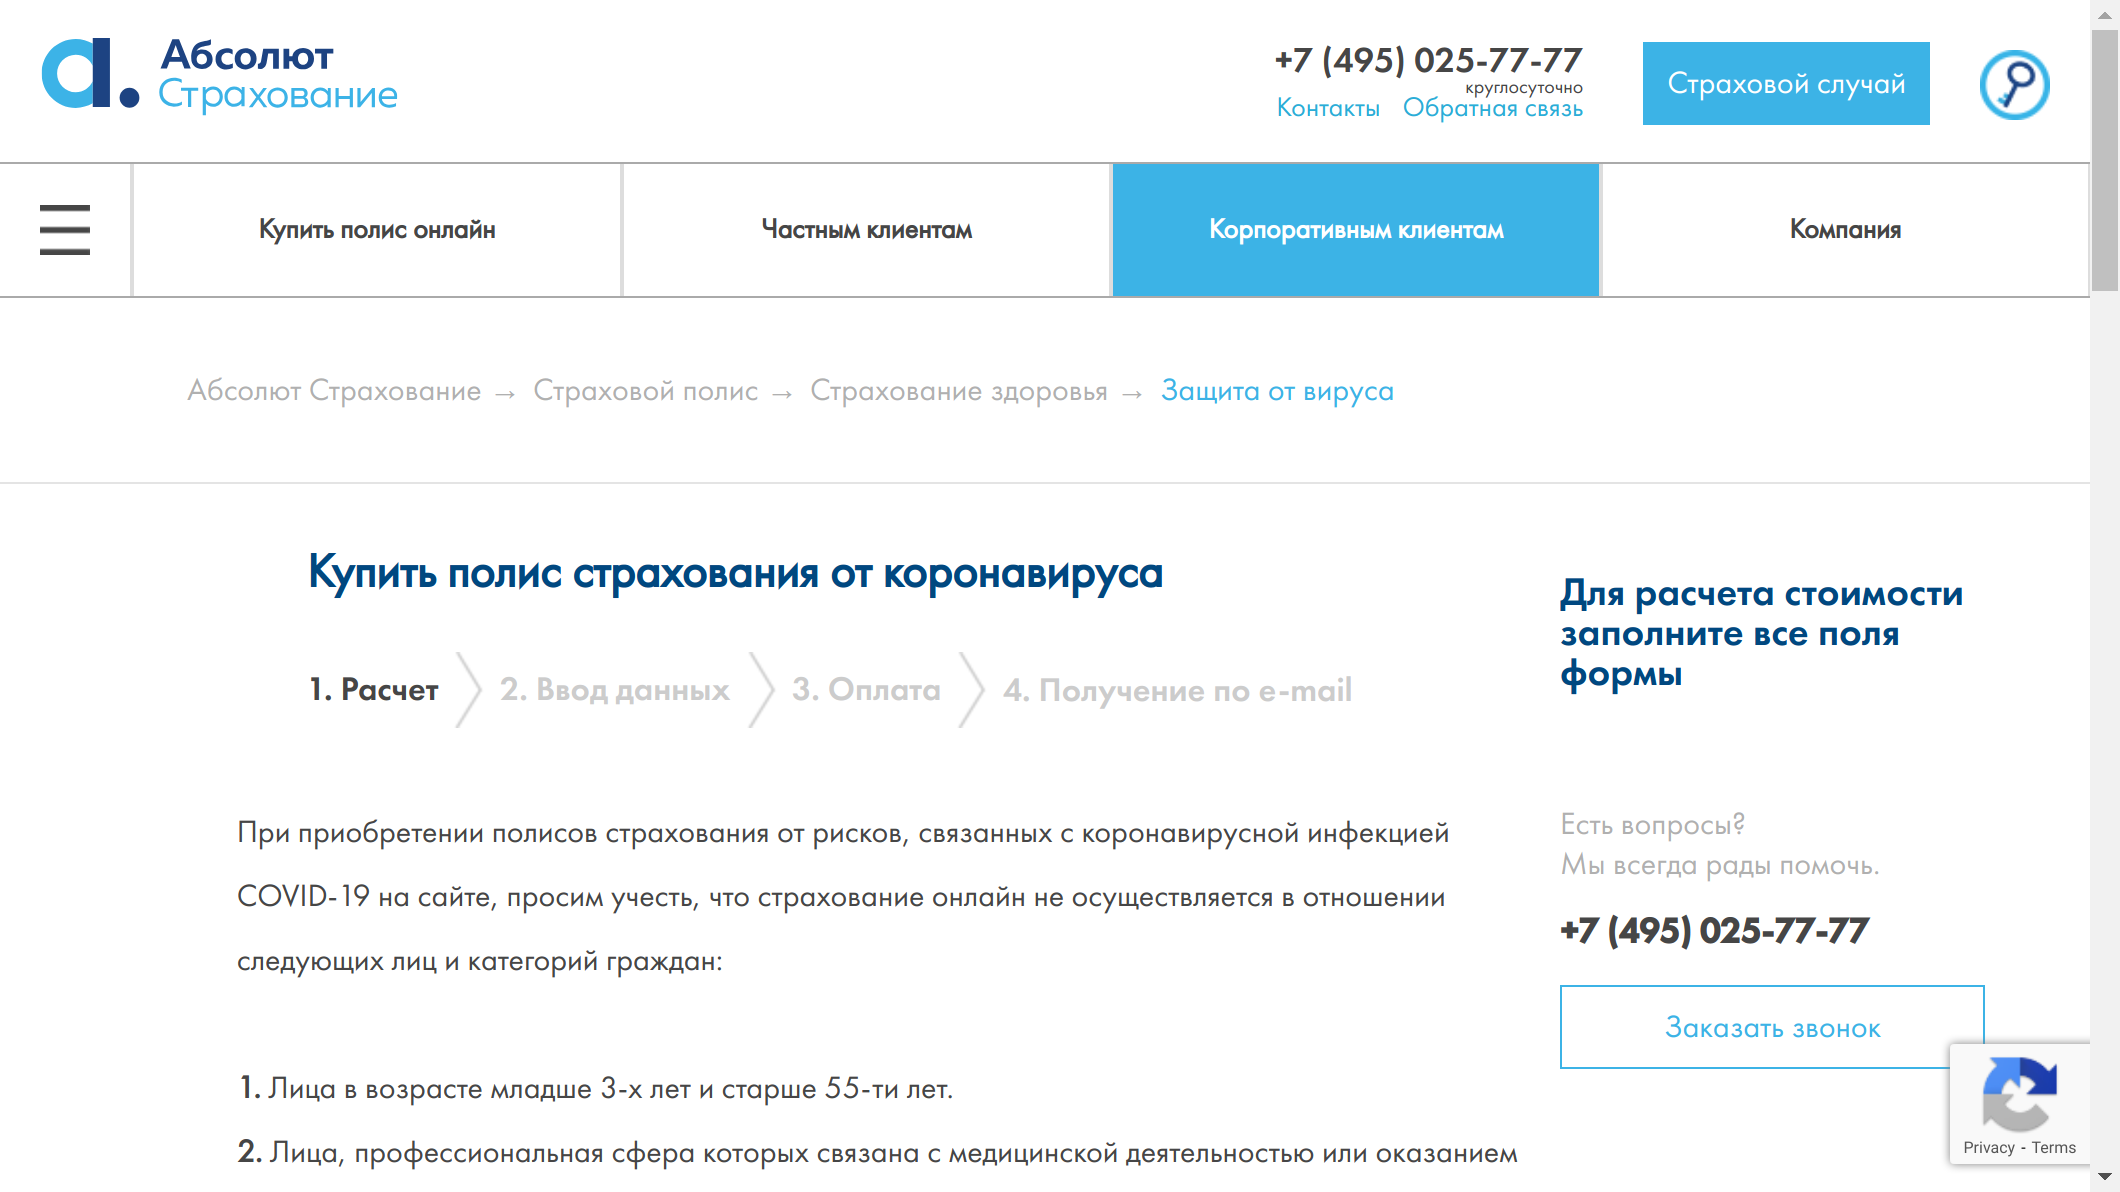 Абсолют
Страхование
+7 (495) 025-77-77
круглосуточно
Контакты Обратная связь
Страховой случай
Купить полис онлайн
Частным клиентам
Корпоративным клиентам
Компания
Абсолют Страхование → Страховой полис → Страхование здоровья → Защита от вируса
Купить полис страхования от коронавируса
1. Расчет 2. Ввод данных 3. Оплата 4. Получение по e-mail
При приобретении полисов страхования от рисков, связанных с коронавирусной инфекцией
COVID-19 на сайте, просим учесть, что страхование онлайн не осуществляется в отношении
следующих лиц и категорий граждан:
1. Лица в возрасте младше 3-х лет и старше 55-ти лет.
2. Лица, профессиональная сфера которых связана с медицинской деятельностью или оказанием
Для расчета стоимости
заполните все поля
формы
Есть вопросы?
Мы всегда рады помочь.
+7 (495) 025-77-77
Заказать звонок
Privacy - Terms